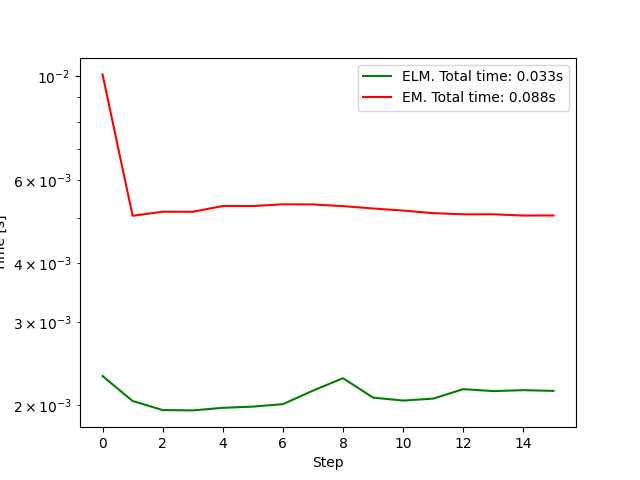 ELM. Total time: 0.033s
EM. Total time: 0.088s
10⁻²
6 × 10⁻³
4 × 10⁻³
3 × 10⁻³
2 × 10⁻³
0 2 4 6 8 10 12 14
Step
[s]